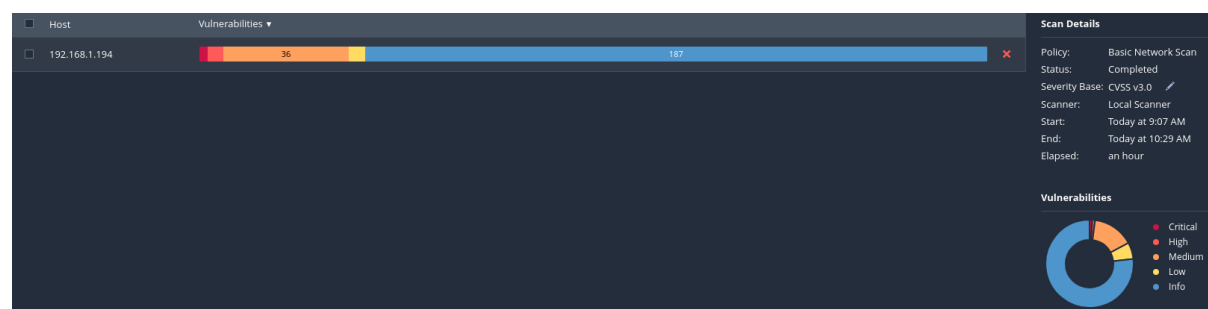 Host Vulnerabilities ▾
192.168.1.194 36 187
Scan Details
Policy: Basic Network Scan
Status: Completed
Severity Base: CVSS v3.0
Scanner: Local Scanner
Start: Today at 9:07 AM
End: Today at 10:29 AM
Elapsed: an hour
Vulnerabilities
Critical
High
Medium
Low
Info